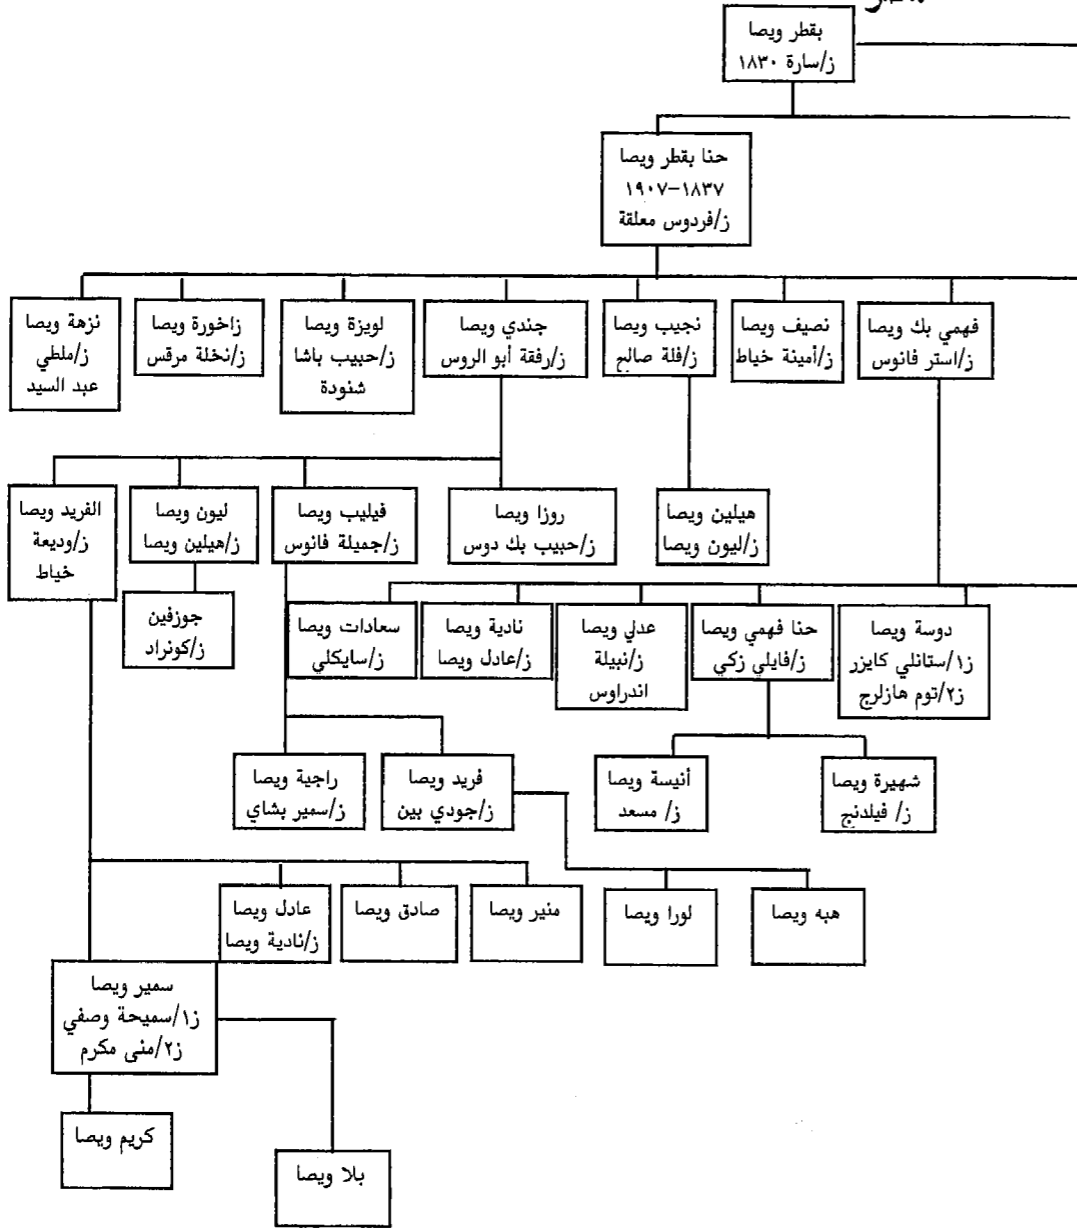 بقطر ويصا
ز/سارة ١٨٣٠
حنا بقطر ويصا
١٨٣٧–١٩٠٧
ز/فردوس معلقة
فهمي بك ويصا
ز/استر فانوس
نصيف ويصا
ز/أمينة خياط
نجيب ويصا
ز/فلة صالح
جندي ويصا
ز/رفقة أبو الروس
لويزة ويصا
ز/حبيب باشا
شنودة
زاخورة ويصا
ز/نخلة مرقس
نزهة ويصا
ز/ملطي
عبد السيد
هيلين ويصا
ز/ليون ويصا
روزا ويصا
ز/حبيب بك دوس
فيليب ويصا
ز/جميلة فانوس
ليون ويصا
ز/هيلين ويصا
الفريد ويصا
ز/وديعة
خياط
دوسة ويصا
ز١/ستانلي كايزر
ز٢/توم هازلرج
حنا فهمي ويصا
ز/فايلي زكي
عدلي ويصا
ز/نبيلة
اندراوس
نادية ويصا
ز/عادل ويصا
سعادات ويصا
ز/سايكلي
جوزفين
ز/كونراد
شهيرة ويصا
ز/ فيلدنج
أنيسة ويصا
ز/ مسعد
فريد ويصا
ز/جودي بين
راجية ويصا
ز/سمير بشاي
هبه ويصا
لورا ويصا
منير ويصا
صادق ويصا
عادل ويصا
ز/نادية ويصا
سمير ويصا
ز١/سميحة وصفي
ز٢/منى مكرم
كريم ويصا
بلا ويصا